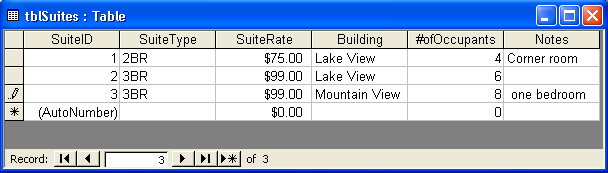 tblSuites : Table
SuiteID SuiteType SuiteRate Building #ofOccupants Notes
1 2BR $75.00 Lake View 4 Corner room
2 3BR $99.00 Lake View 6
3 3BR $99.00 Mountain View 8 one bedroom
(AutoNumber) $0.00 0
Record: 3 of 3